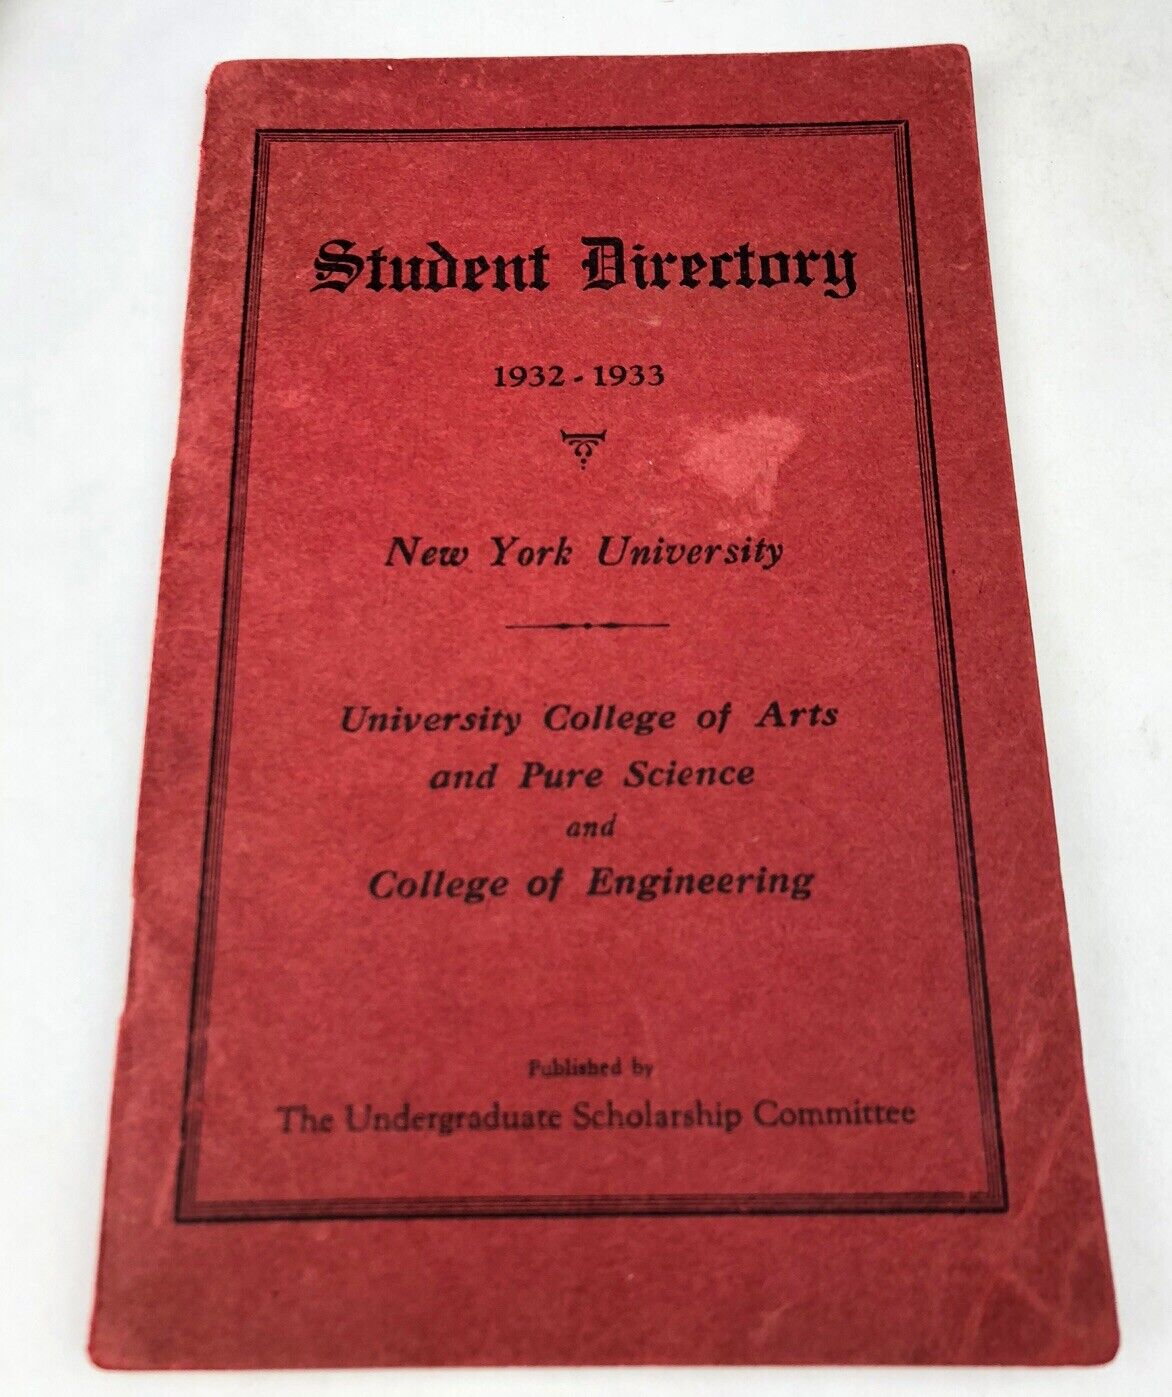 Student Directory
1932 - 1933
New York University
University College of Arts
and Pure Science
and
College of Engineering
Published by
The Undergraduate Scholarship Committee